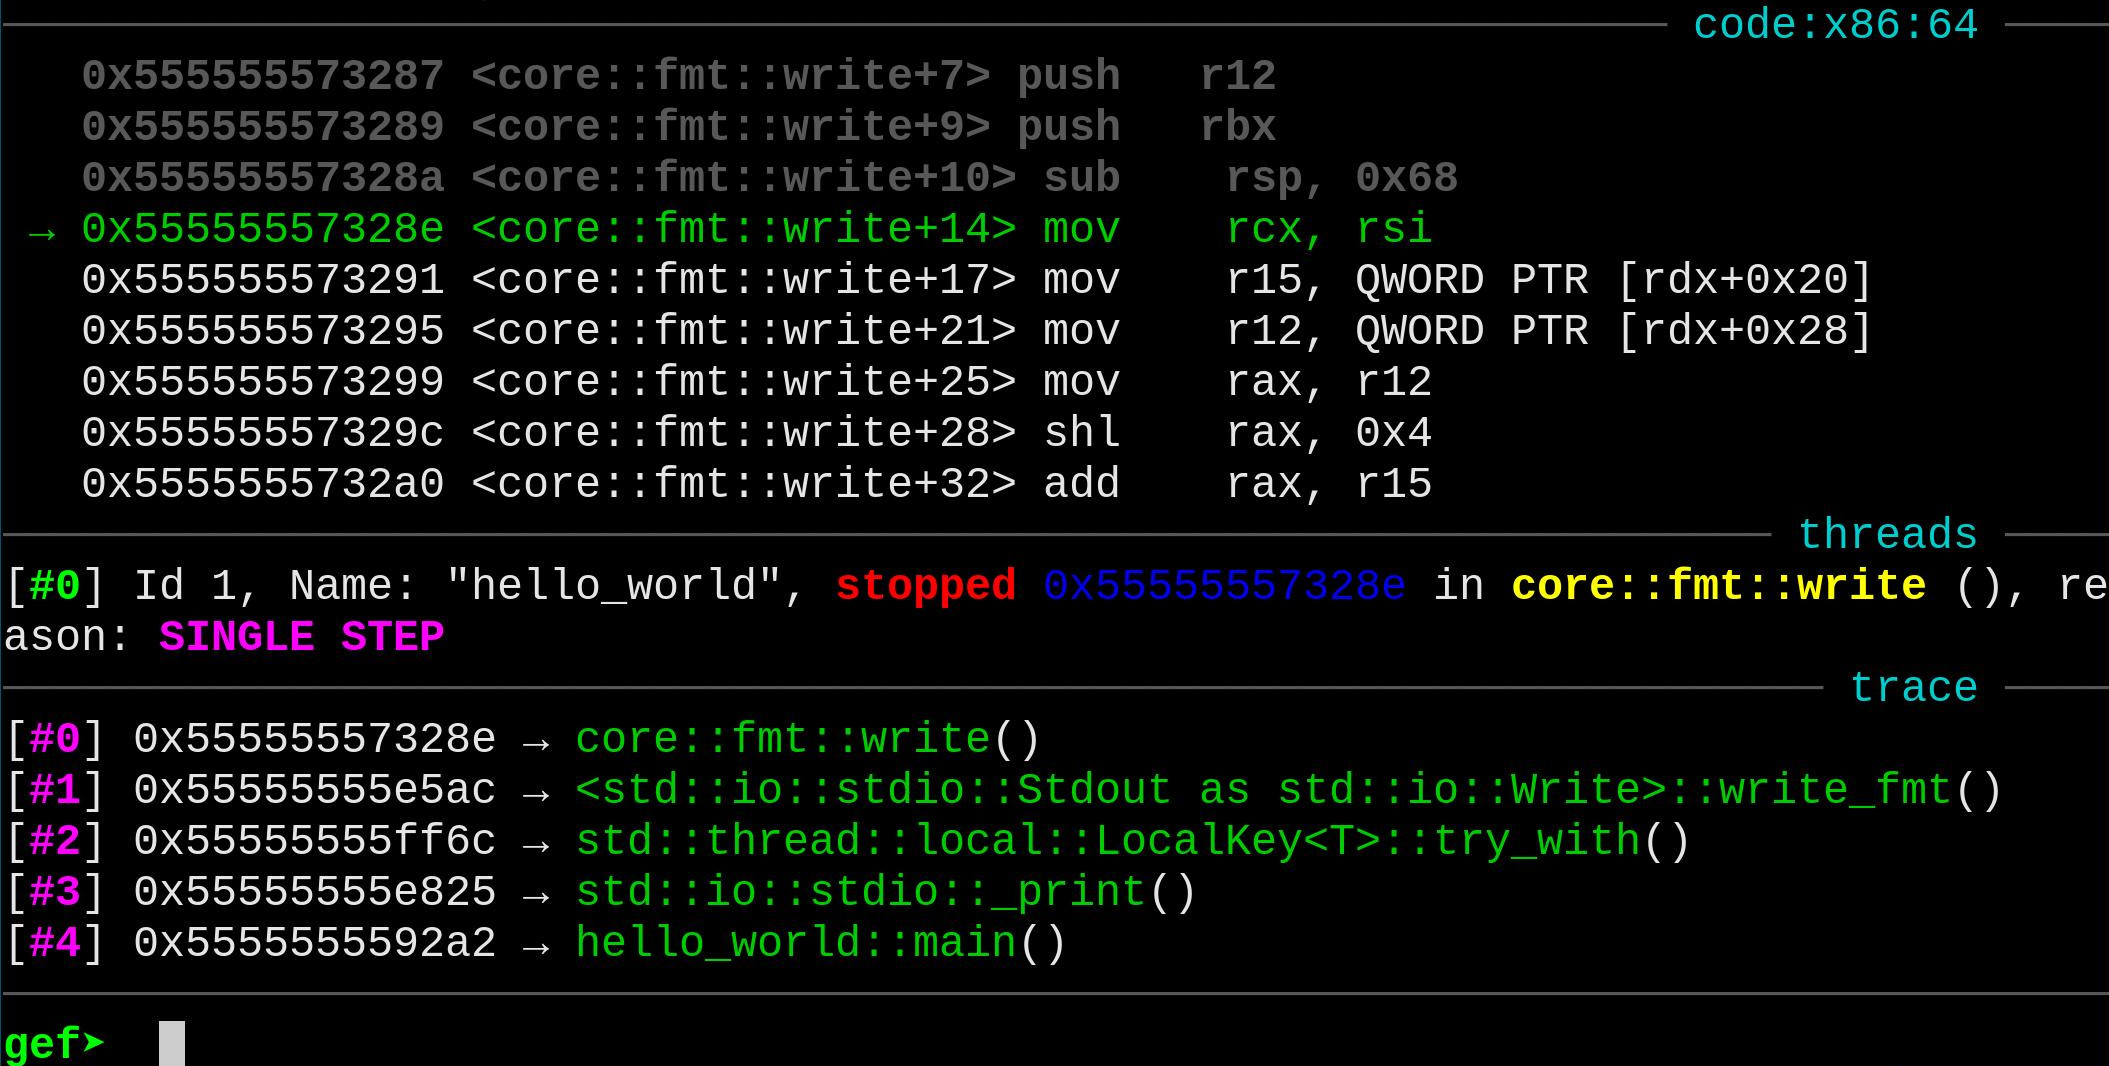 code:x86:64
0x555555573287 <core::fmt::write+7> push   r12
0x555555573289 <core::fmt::write+9> push   rbx
0x55555557328a <core::fmt::write+10> sub    rsp, 0x68
→ 0x55555557328e <core::fmt::write+14> mov    rcx, rsi
0x555555573291 <core::fmt::write+17> mov    r15, QWORD PTR [rdx+0x20]
0x555555573295 <core::fmt::write+21> mov    r12, QWORD PTR [rdx+0x28]
0x555555573299 <core::fmt::write+25> mov    rax, r12
0x55555557329c <core::fmt::write+28> shl    rax, 0x4
0x5555555732a0 <core::fmt::write+32> add    rax, r15
threads
[#0] Id 1, Name: "hello_world", stopped 0x55555557328e in core::fmt::write (), re
ason: SINGLE STEP
trace
[#0] 0x55555557328e → core::fmt::write()
[#1] 0x55555555e5ac → <std::io::stdio::Stdout as std::io::Write>::write_fmt()
[#2] 0x55555555ff6c → std::thread::local::LocalKey<T>::try_with()
[#3] 0x55555555e825 → std::io::stdio::_print()
[#4] 0x5555555592a2 → hello_world::main()
gef➤